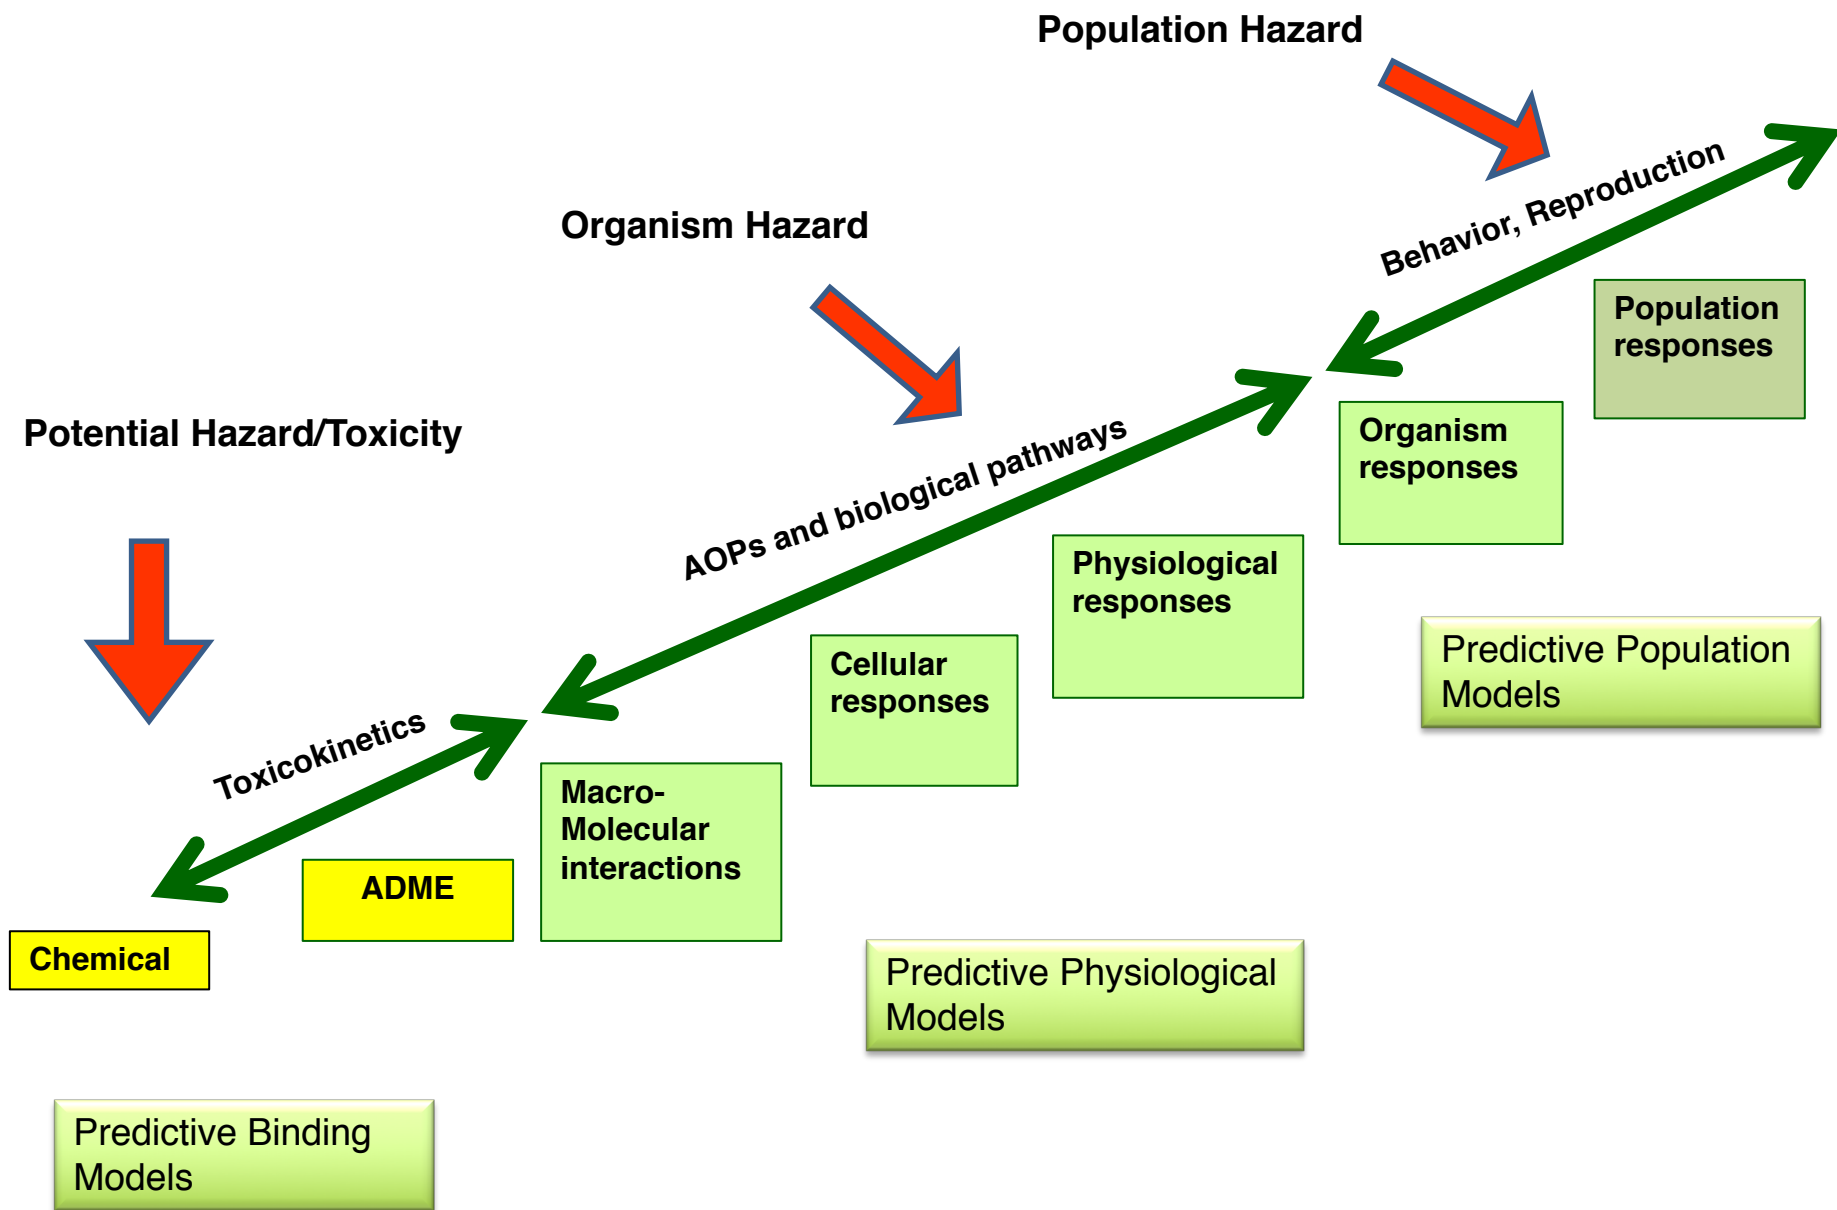 Population Hazard
Behavior, Reproduction
Organism Hazard
Population
responses
Potential Hazard/Toxicity
AOPs and biological pathways
Organism
responses
Physiological
responses
Predictive Population
Models
Cellular
responses
Toxicokinetics
Macro-
Molecular
interactions
ADME
Chemical
Predictive Physiological
Models
Predictive Binding
Models